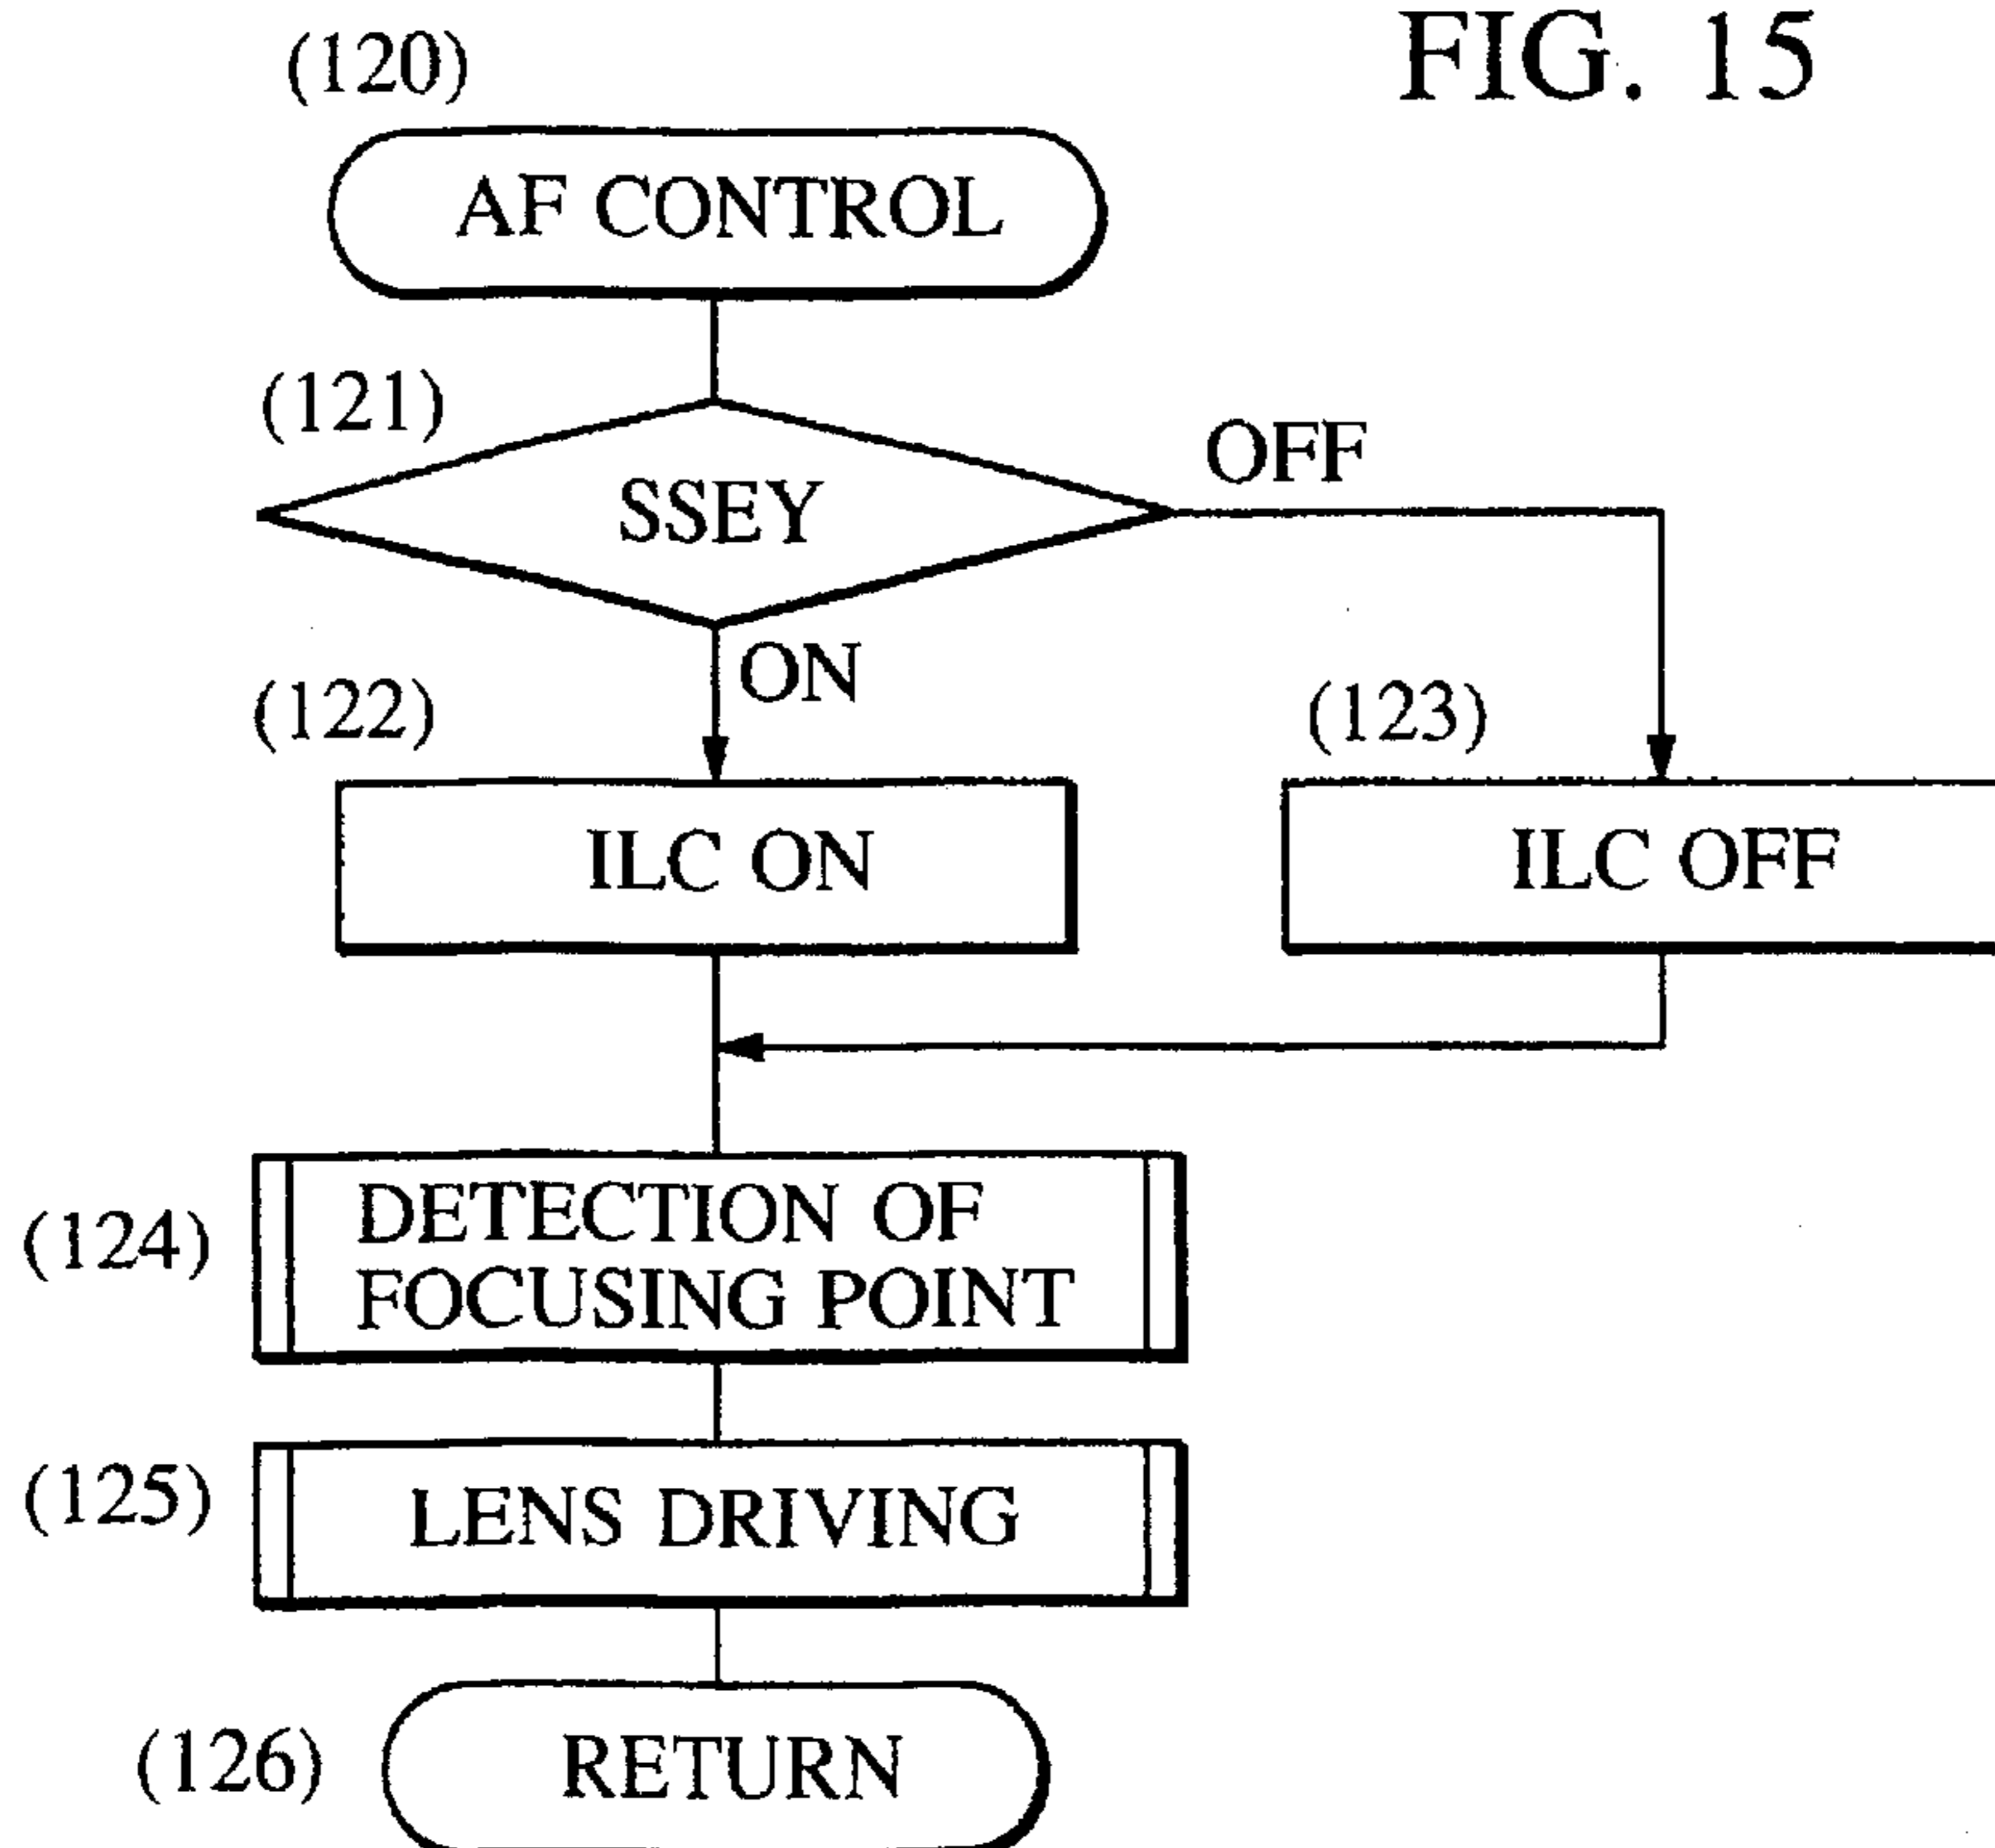 FIG. 15
(120)
AF CONTROL
(121)
SSEY
OFF
ON
(122)
ILC ON
(123)
ILC OFF
(124)
DETECTION OF
FOCUSING POINT
(125)
LENS DRIVING
(126)
RETURN